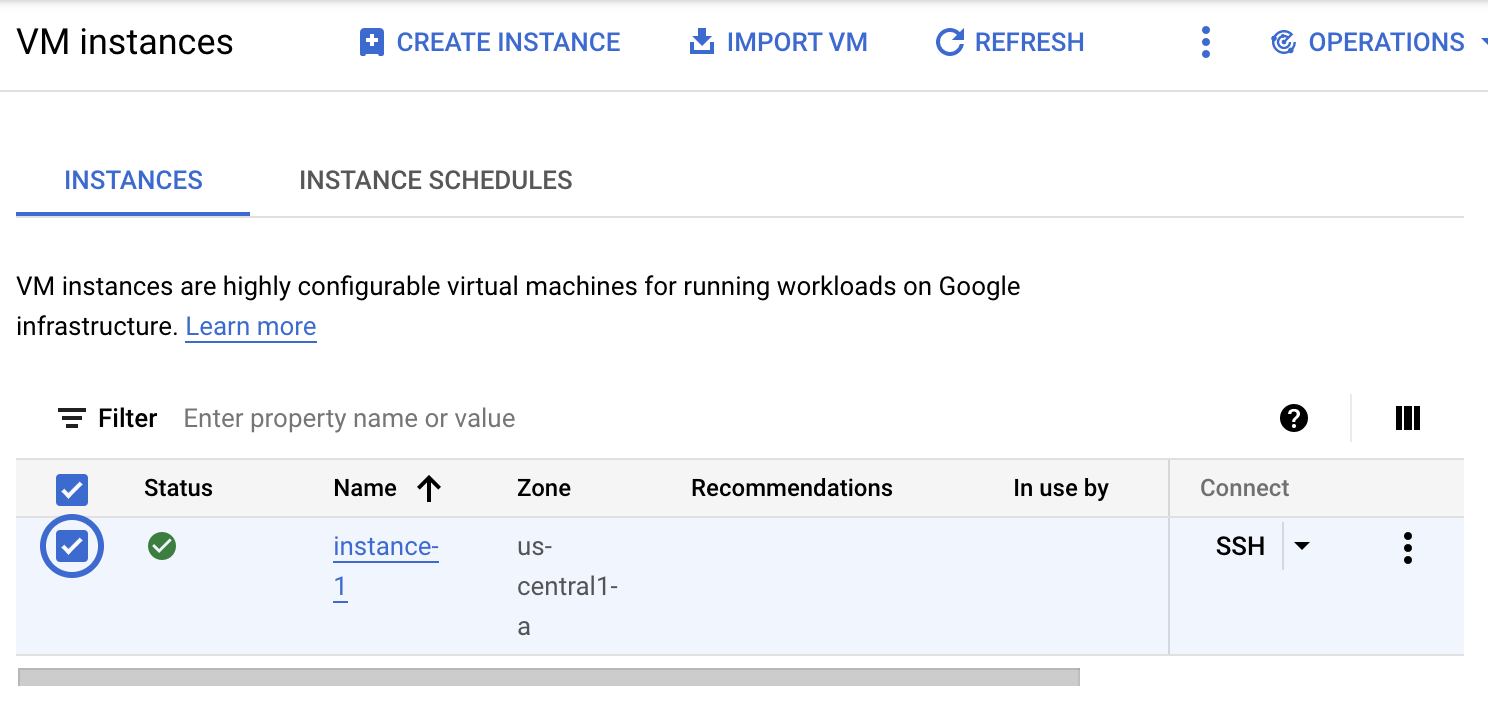 VM instances
CREATE INSTANCE
IMPORT VM
REFRESH
OPERATIONS
INSTANCES
INSTANCE SCHEDULES
VM instances are highly configurable virtual machines for running workloads on Google
infrastructure. Learn more
Filter Enter property name or value
Status Name Zone Recommendations In use by Connect
instance-
1
us-
central1-
a
SSH